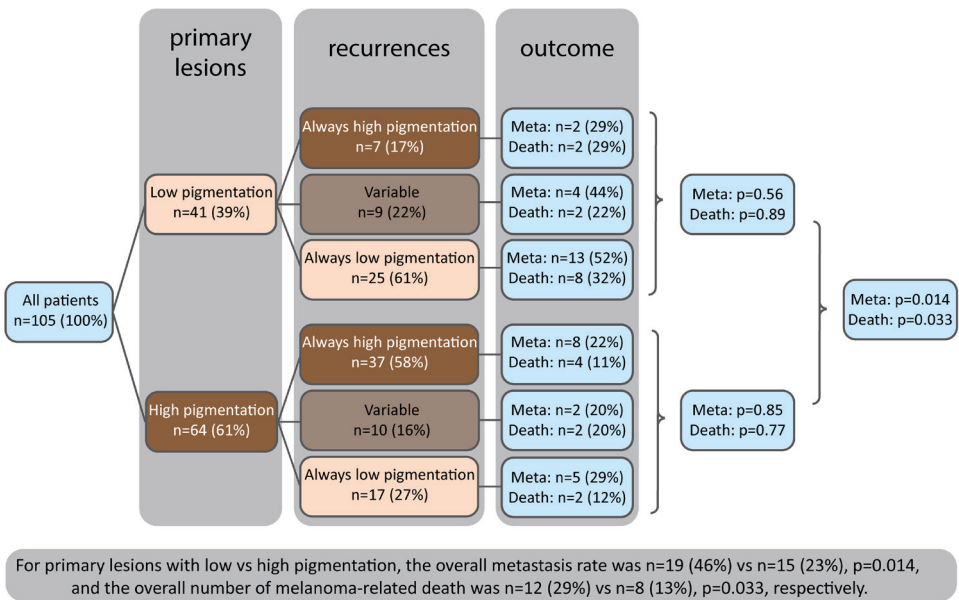 primary
lesions
recurrences
outcome
All patients
n=105 (100%)
Low pigmentation
n=41 (39%)
Always high pigmentation
n=7 (17%)
Meta: n=2 (29%)
Death: n=2 (29%)
Variable
n=9 (22%)
Meta: n=4 (44%)
Death: n=2 (22%)
Always low pigmentation
n=25 (61%)
Meta: n=13 (52%)
Death: n=8 (32%)
Meta: p=0.56
Death: p=0.89
High pigmentation
n=64 (61%)
Always high pigmentation
n=37 (58%)
Meta: n=8 (22%)
Death: n=4 (11%)
Variable
n=10 (16%)
Meta: n=2 (20%)
Death: n=2 (20%)
Always low pigmentation
n=17 (27%)
Meta: n=5 (29%)
Death: n=2 (12%)
Meta: p=0.85
Death: p=0.77
Meta: p=0.014
Death: p=0.033
For primary lesions with low vs high pigmentation, the overall metastasis rate was n=19 (46%) vs n=15 (23%), p=0.014,
and the overall number of melanoma-related death was n=12 (29%) vs n=8 (13%), p=0.033, respectively.